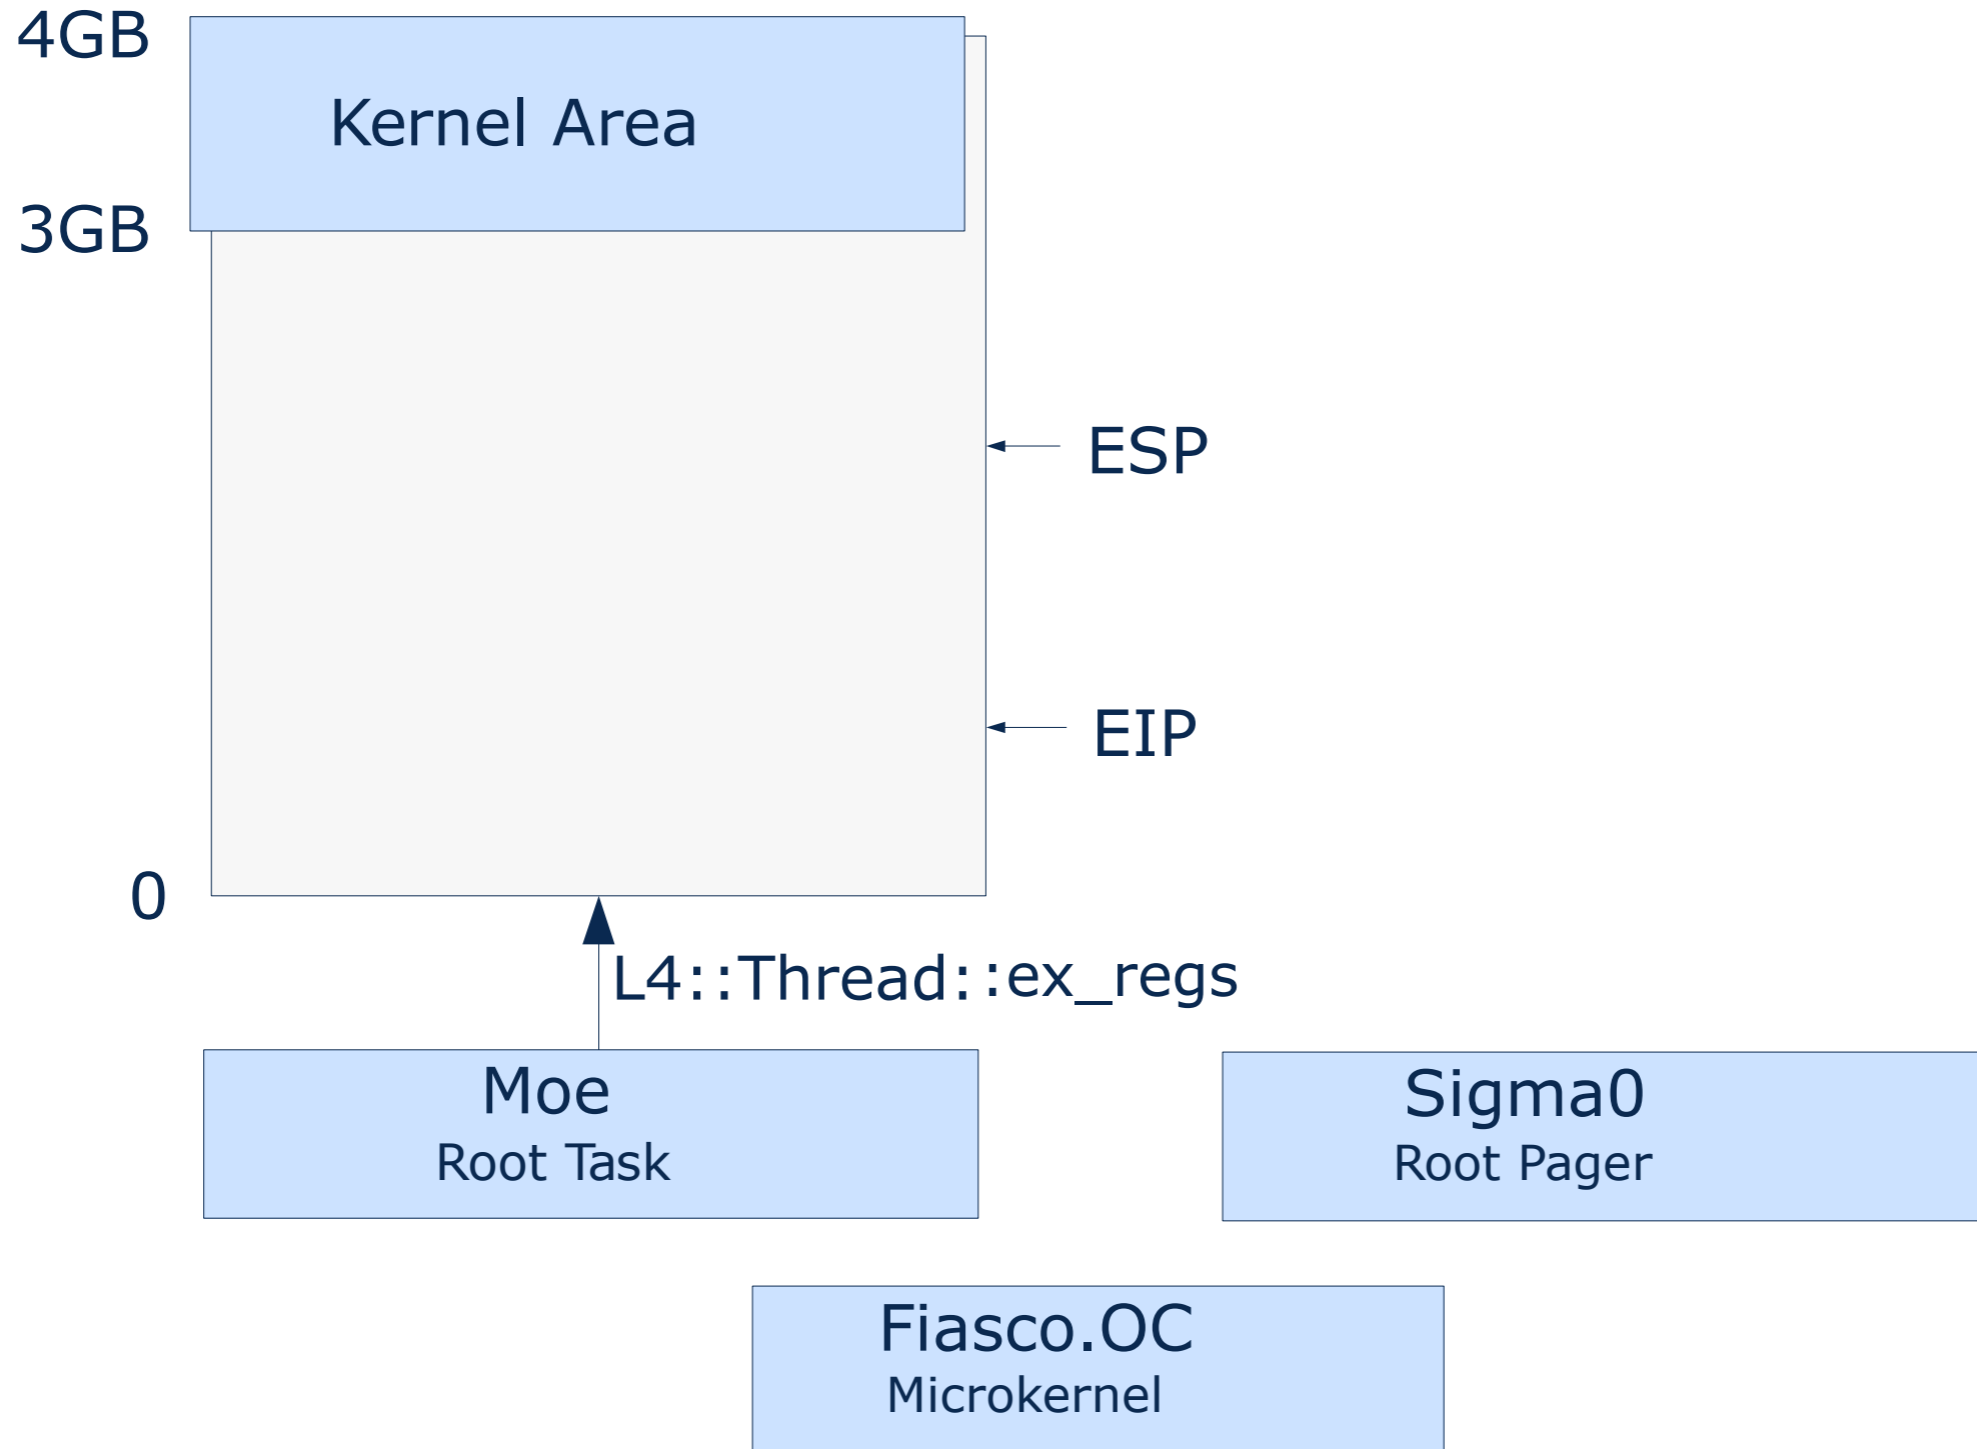 4GB
Kernel Area
3GB
ESP
EIP
0
L4::Thread::ex_regs
Moe
Root Task
Sigma0
Root Pager
Fiasco.OC
Microkernel